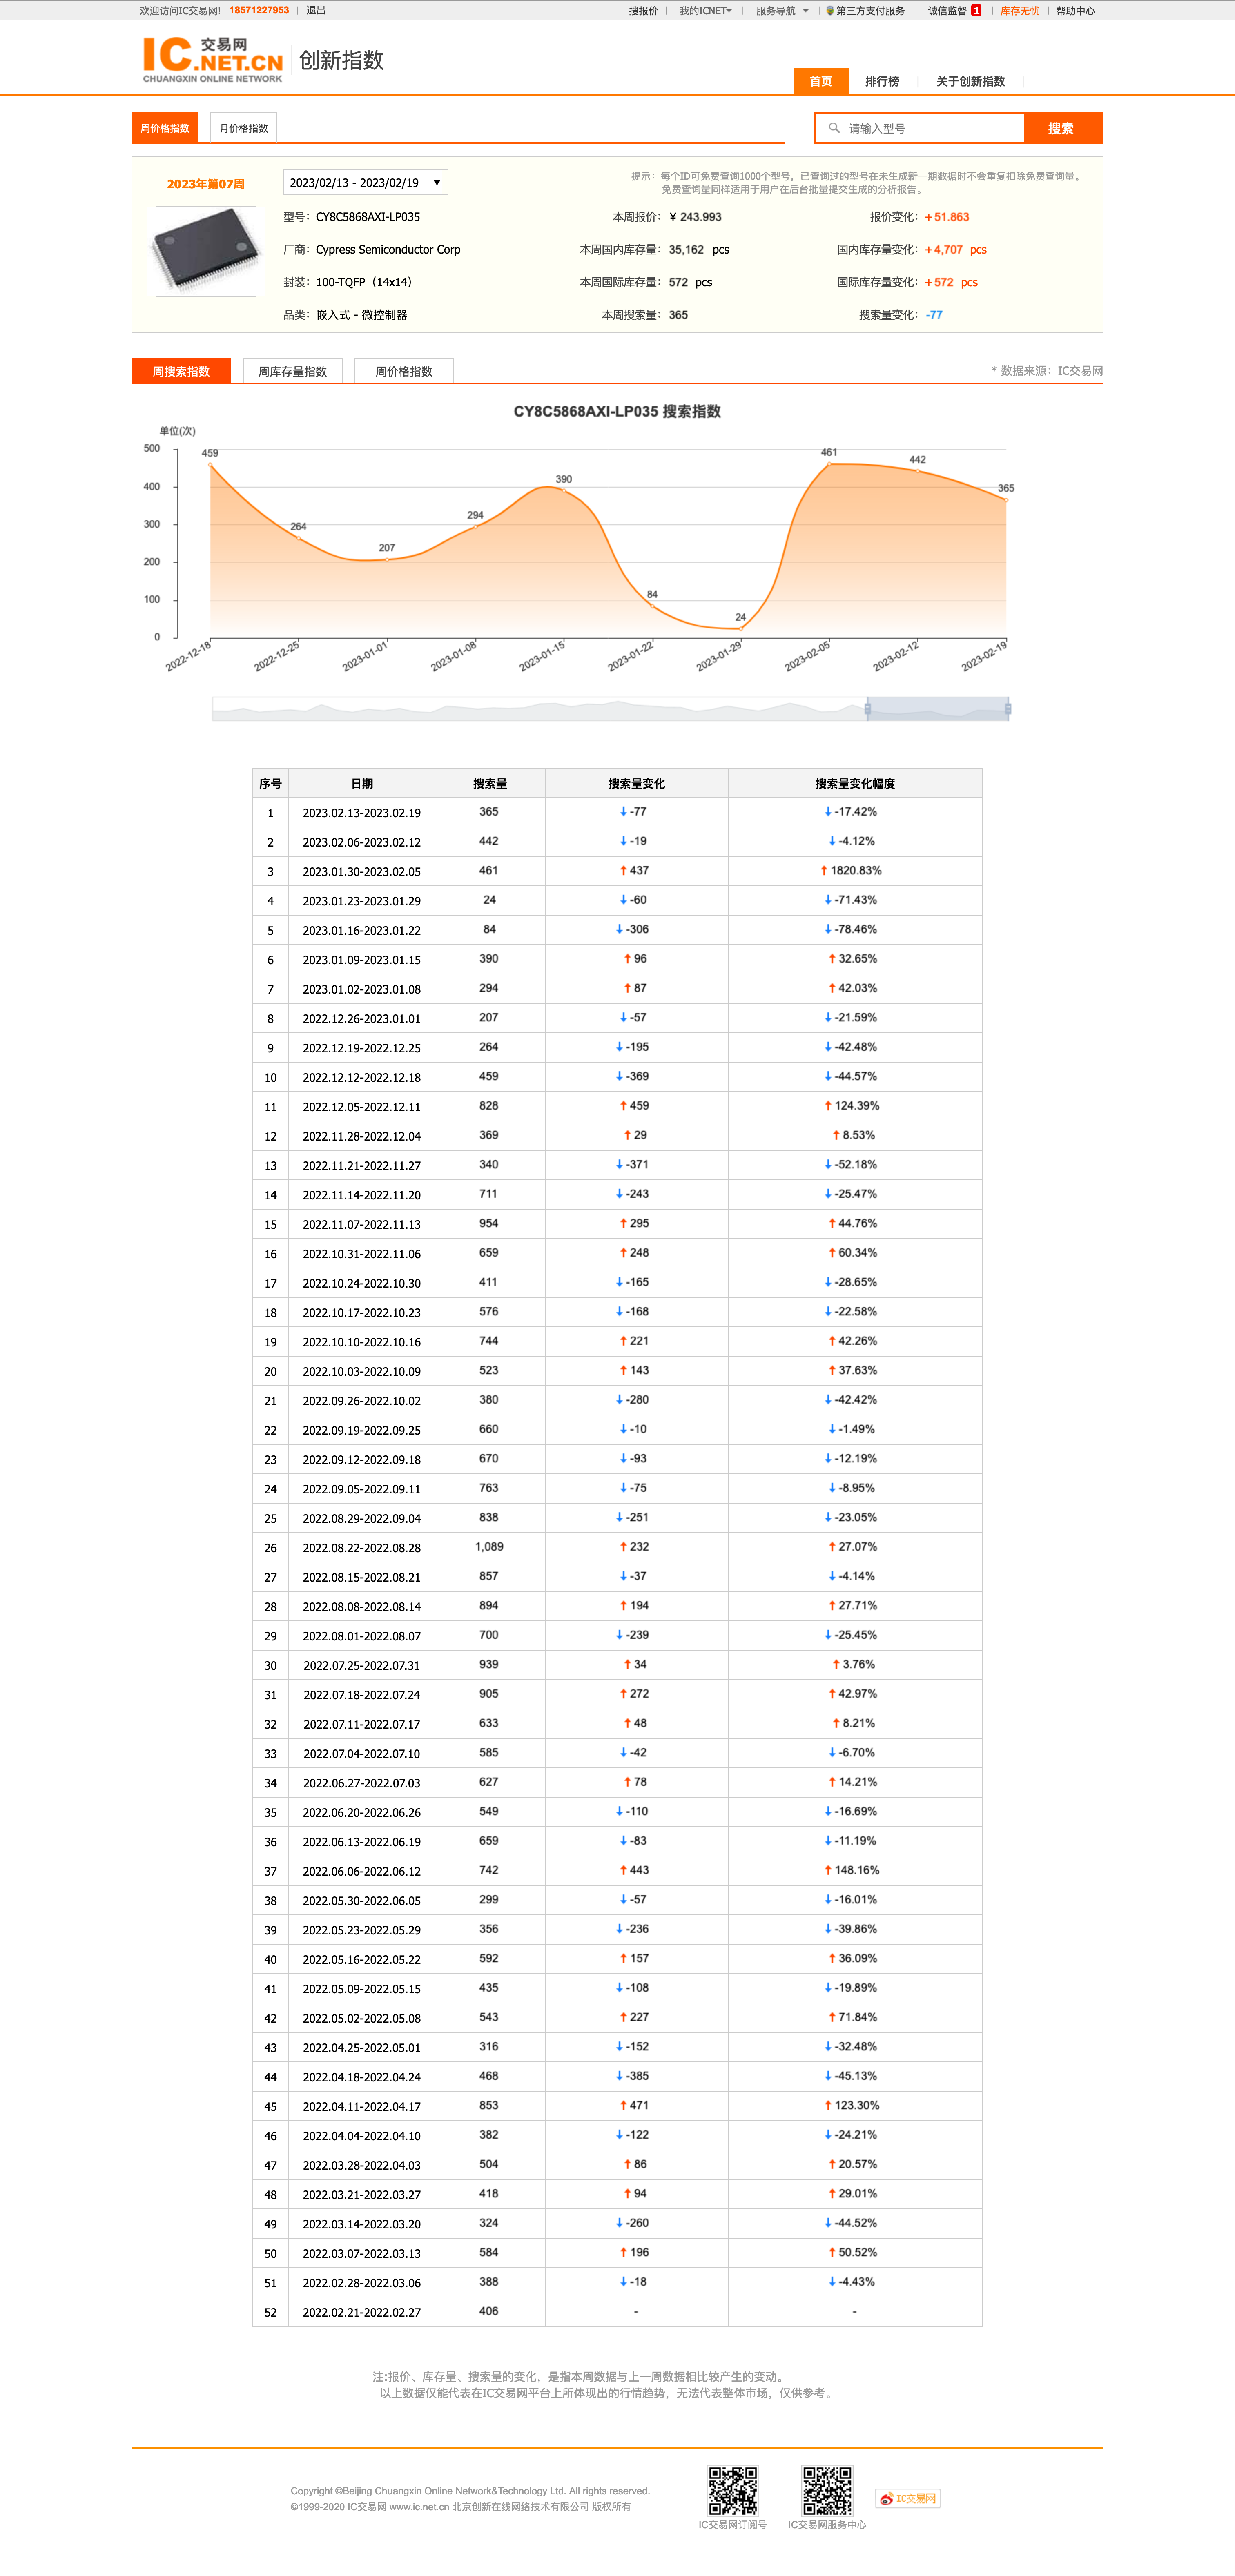 欢迎访问IC交易网! 18571227953 | 退出 搜报价 | 我的ICNET | 服务导航 | 第三方支付服务 | 诚信监督 1 | 库存无忧 | 帮助中心
IC 交易网 .NET.CN
CHUANGXIN ONLINE NETWORK
创新指数
首页 排行榜 关于创新指数
周价格指数 月价格指数 请输入型号 搜索
2023年第07周 2023/02/13 - 2023/02/19
提示：每个ID可免费查询1000个型号，已查询过的型号在未生成新一期数据时不会重复扣除免费查询量。
免费查询量同样适用于用户在后台批量提交生成的分析报告。
型号：CY8C5868AXI-LP035 本周报价：¥ 243.993 报价变化：+51.863
厂商：Cypress Semiconductor Corp 本周国内库存量：35,162 pcs 国内库存量变化：+4,707 pcs
封装：100-TQFP（14x14） 本周国际库存量：572 pcs 国际库存量变化：+572 pcs
品类：嵌入式 - 微控制器 本周搜索量：365 搜索量变化：-77
周搜索指数 周库存量指数 周价格指数 * 数据来源：IC交易网
CY8C5868AXI-LP035 搜索指数
单位(次)
500
400
300
200
100
0
459 264 207 294 390 84 24 461 442 365
2022-12-18 2022-12-25 2023-01-01 2023-01-08 2023-01-15 2023-01-22 2023-01-29 2023-02-05 2023-02-12 2023-02-19
序号 日期 搜索量 搜索量变化 搜索量变化幅度
1 2023.02.13-2023.02.19 365 ↓ -77 ↓ -17.42%
2 2023.02.06-2023.02.12 442 ↓ -19 ↓ -4.12%
3 2023.01.30-2023.02.05 461 ↑ 437 ↑ 1820.83%
4 2023.01.23-2023.01.29 24 ↓ -60 ↓ -71.43%
5 2023.01.16-2023.01.22 84 ↓ -306 ↓ -78.46%
6 2023.01.09-2023.01.15 390 ↑ 96 ↑ 32.65%
7 2023.01.02-2023.01.08 294 ↑ 87 ↑ 42.03%
8 2022.12.26-2023.01.01 207 ↓ -57 ↓ -21.59%
9 2022.12.19-2022.12.25 264 ↓ -195 ↓ -42.48%
10 2022.12.12-2022.12.18 459 ↓ -369 ↓ -44.57%
11 2022.12.05-2022.12.11 828 ↑ 459 ↑ 124.39%
12 2022.11.28-2022.12.04 369 ↑ 29 ↑ 8.53%
13 2022.11.21-2022.11.27 340 ↓ -371 ↓ -52.18%
14 2022.11.14-2022.11.20 711 ↓ -243 ↓ -25.47%
15 2022.11.07-2022.11.13 954 ↑ 295 ↑ 44.76%
16 2022.10.31-2022.11.06 659 ↑ 248 ↑ 60.34%
17 2022.10.24-2022.10.30 411 ↓ -165 ↓ -28.65%
18 2022.10.17-2022.10.23 576 ↓ -168 ↓ -22.58%
19 2022.10.10-2022.10.16 744 ↑ 221 ↑ 42.26%
20 2022.10.03-2022.10.09 523 ↑ 143 ↑ 37.63%
21 2022.09.26-2022.10.02 380 ↓ -280 ↓ -42.42%
22 2022.09.19-2022.09.25 660 ↓ -10 ↓ -1.49%
23 2022.09.12-2022.09.18 670 ↓ -93 ↓ -12.19%
24 2022.09.05-2022.09.11 763 ↓ -75 ↓ -8.95%
25 2022.08.29-2022.09.04 838 ↓ -251 ↓ -23.05%
26 2022.08.22-2022.08.28 1,089 ↑ 232 ↑ 27.07%
27 2022.08.15-2022.08.21 857 ↓ -37 ↓ -4.14%
28 2022.08.08-2022.08.14 894 ↑ 194 ↑ 27.71%
29 2022.08.01-2022.08.07 700 ↓ -239 ↓ -25.45%
30 2022.07.25-2022.07.31 939 ↑ 34 ↑ 3.76%
31 2022.07.18-2022.07.24 905 ↑ 272 ↑ 42.97%
32 2022.07.11-2022.07.17 633 ↑ 48 ↑ 8.21%
33 2022.07.04-2022.07.10 585 ↓ -42 ↓ -6.70%
34 2022.06.27-2022.07.03 627 ↑ 78 ↑ 14.21%
35 2022.06.20-2022.06.26 549 ↓ -110 ↓ -16.69%
36 2022.06.13-2022.06.19 659 ↓ -83 ↓ -11.19%
37 2022.06.06-2022.06.12 742 ↑ 443 ↑ 148.16%
38 2022.05.30-2022.06.05 299 ↓ -57 ↓ -16.01%
39 2022.05.23-2022.05.29 356 ↓ -236 ↓ -39.86%
40 2022.05.16-2022.05.22 592 ↑ 157 ↑ 36.09%
41 2022.05.09-2022.05.15 435 ↓ -108 ↓ -19.89%
42 2022.05.02-2022.05.08 543 ↑ 227 ↑ 71.84%
43 2022.04.25-2022.05.01 316 ↓ -152 ↓ -32.48%
44 2022.04.18-2022.04.24 468 ↓ -385 ↓ -45.13%
45 2022.04.11-2022.04.17 853 ↑ 471 ↑ 123.30%
46 2022.04.04-2022.04.10 382 ↓ -122 ↓ -24.21%
47 2022.03.28-2022.04.03 504 ↑ 86 ↑ 20.57%
48 2022.03.21-2022.03.27 418 ↑ 94 ↑ 29.01%
49 2022.03.14-2022.03.20 324 ↓ -260 ↓ -44.52%
50 2022.03.07-2022.03.13 584 ↑ 196 ↑ 50.52%
51 2022.02.28-2022.03.06 388 ↓ -18 ↓ -4.43%
52 2022.02.21-2022.02.27 406 - -
注:报价、库存量、搜索量的变化，是指本周数据与上一周数据相比较产生的变动。
以上数据仅能代表在IC交易网平台上所体现出的行情趋势，无法代表整体市场，仅供参考。
Copyright ©Beijing Chuangxin Online Network&Technology Ltd. All rights reserved.
©1999-2020 IC交易网 www.ic.net.cn 北京创新在线网络技术有限公司 版权所有
IC交易网订阅号 IC交易网服务中心 IC交易网